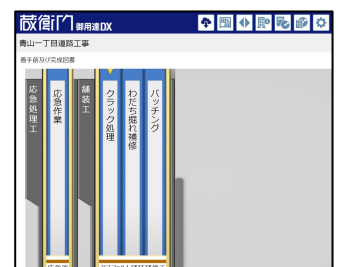 蔵衛門 御用達DX
青山一丁目道路工事
着手前及び完成図書
応急処理工
応急作業
舗装工
クラック処理
わだち掘れ補修
パッチング